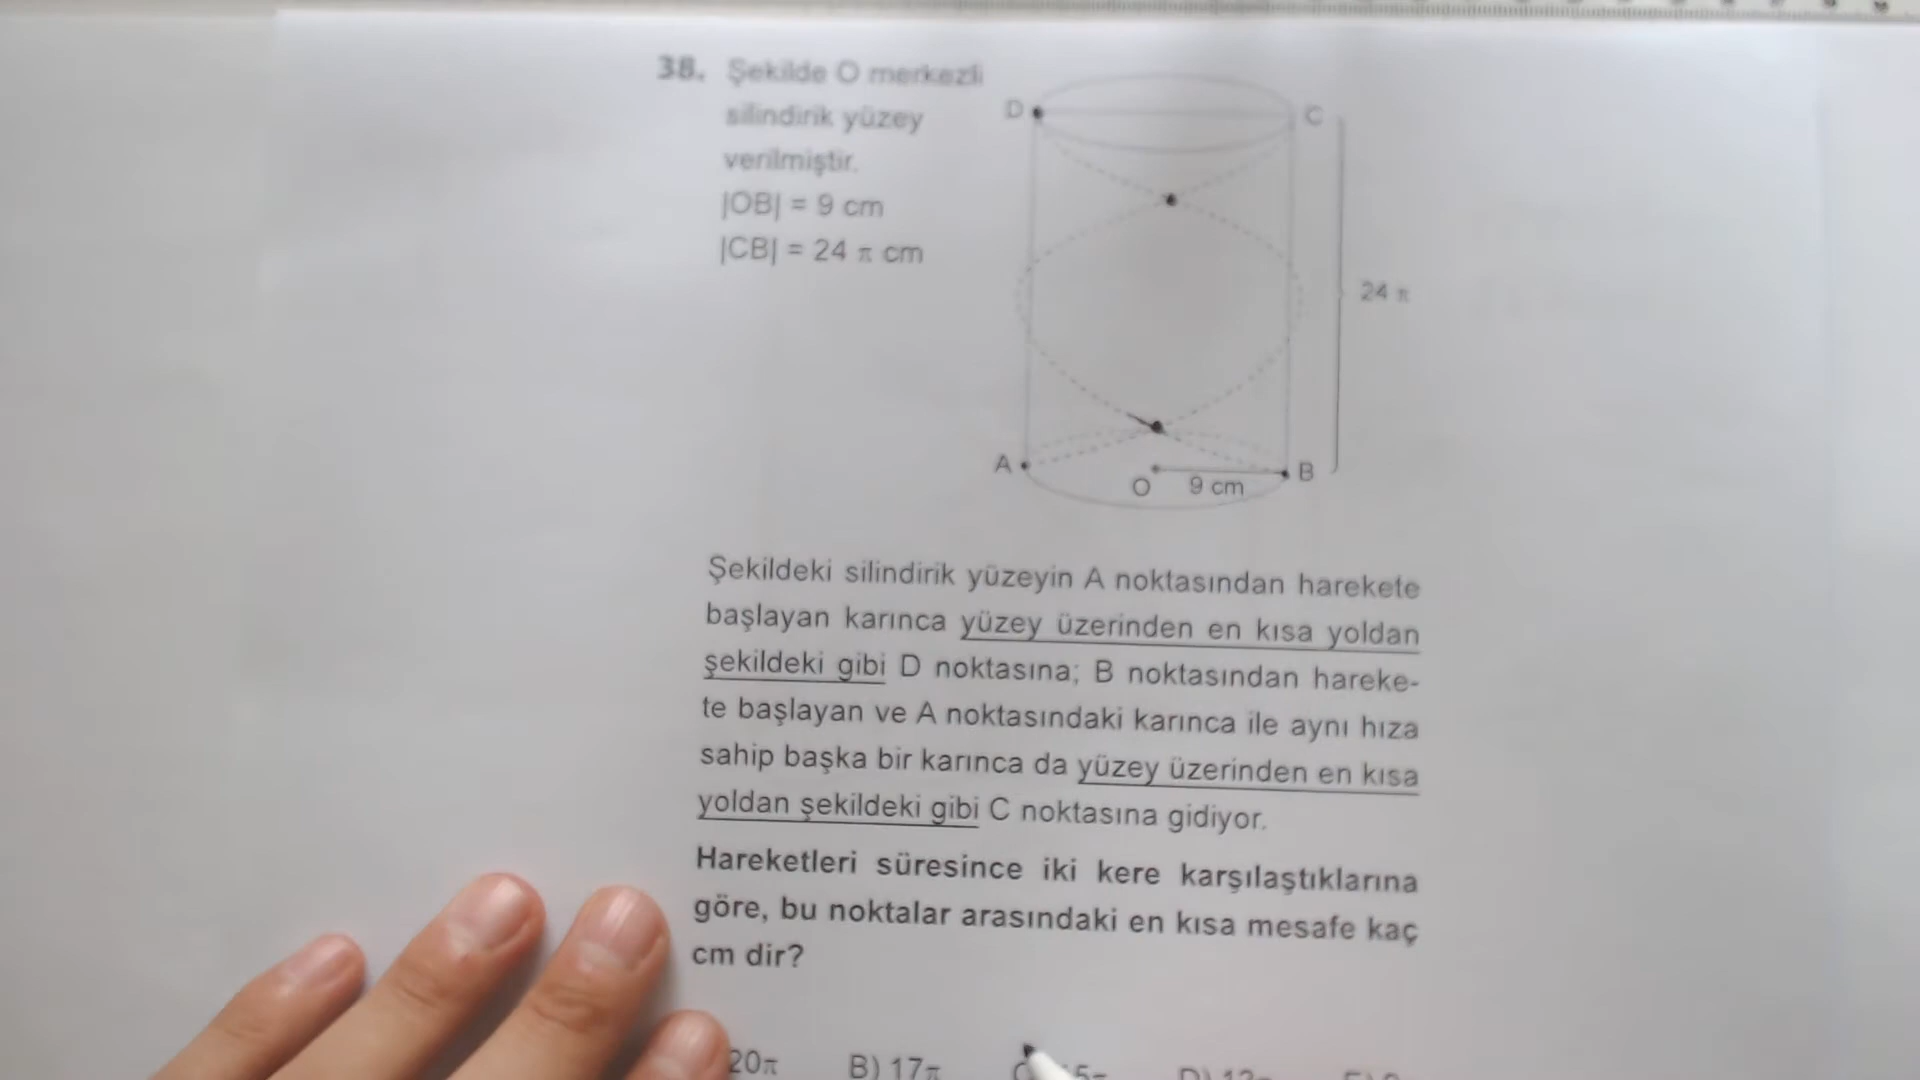 38. Şekilde O merkezli
silindirik yüzey
verilmiştir.
|OB| = 9 cm
|CB| = 24 π cm
D
C
24 π
A
B
O
9 cm
Şekildeki silindirik yüzeyin A noktasından harekete
başlayan karınca yüzey üzerinden en kısa yoldan
şekildeki gibi D noktasına; B noktasından hareke-
te başlayan ve A noktasındaki karınca ile aynı hıza
sahip başka bir karınca da yüzey üzerinden en kısa
yoldan şekildeki gibi C noktasına gidiyor.
Hareketleri süresince iki kere karşılaştıklarına
göre, bu noktalar arasındaki en kısa mesafe kaç
cm dir?
20π B) 17π